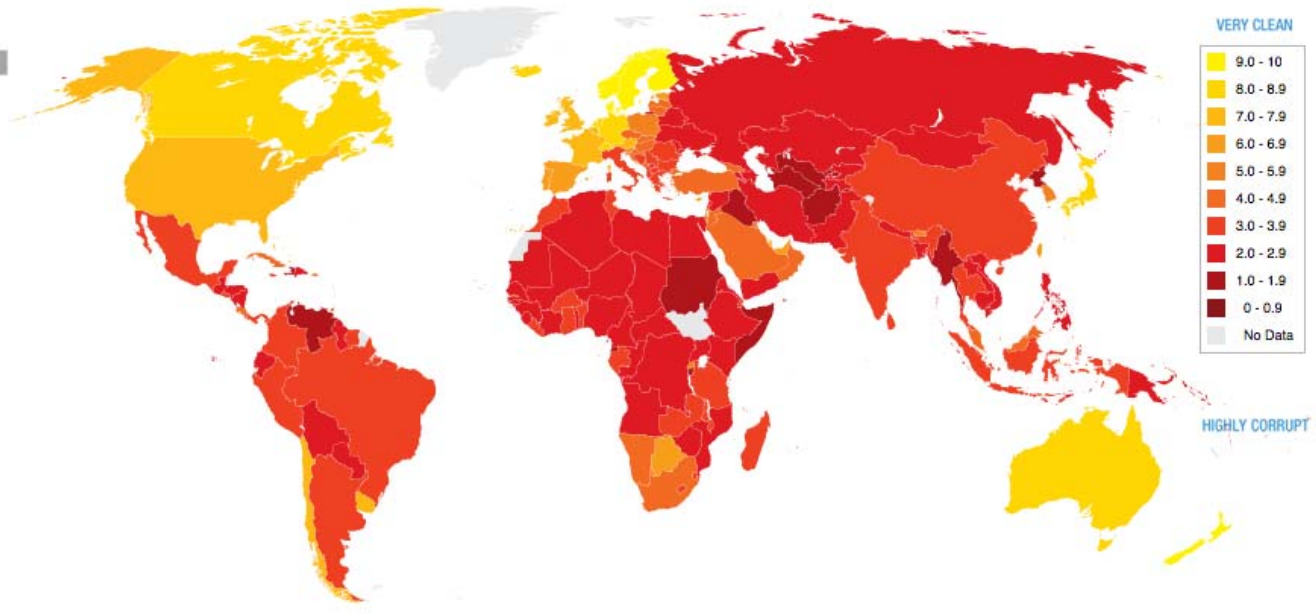 VERY CLEAN
9.0 - 10
8.0 - 8.9
7.0 - 7.9
6.0 - 6.9
5.0 - 5.9
4.0 - 4.9
3.0 - 3.9
2.0 - 2.9
1.0 - 1.9
0 - 0.9
No Data
HIGHLY CORRUPT